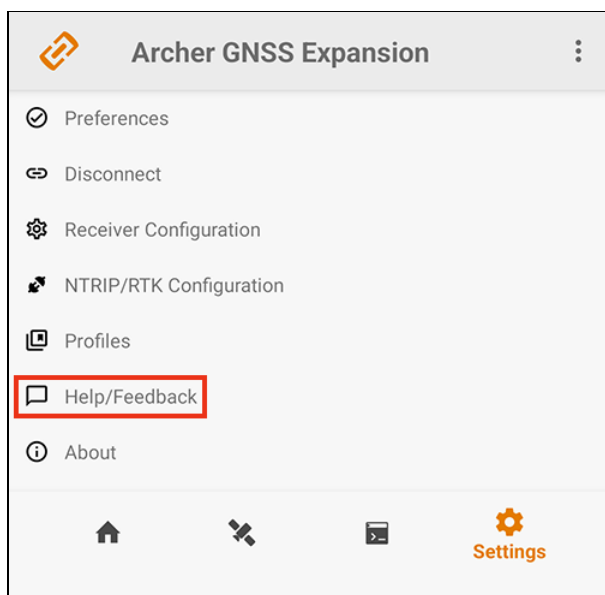 Archer GNSS Expansion
Preferences
Disconnect
Receiver Configuration
NTRIP/RTK Configuration
Profiles
Help/Feedback
About
Settings